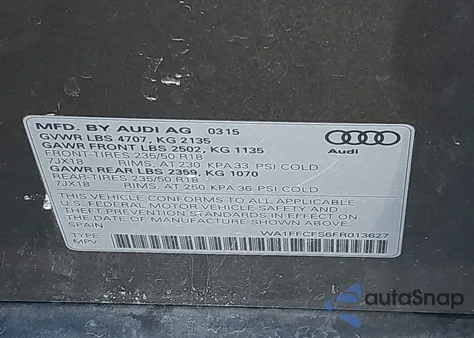 MFD. BY AUDI AG 0315
GVWR LBS 4707, KG 2135
GAWR FRONT LBS 2502, KG 1135
FRONT-TIRES 235/50 R18
7JX18 RIMS, AT 230 KPA33 PSI COLD
GAWR REAR LBS 2359, KG 1070
REAR-TIRES 235/50 R18
7JX18 RIMS, AT 250 KPA 36 PSI COLD
THIS VEHICLE CONFORMS TO ALL APPLICABLE
U.S. FEDERAL MOTOR VEHICLE SAFETY AND
THEFT PREVENTION STANDARDS IN EFFECT ON
THE DATE OF MANUFACTURE SHOWN ABOVE.
SPAIN
TYPE
MPV
WA1FFCFS6FR013627
Audi
autoSnap